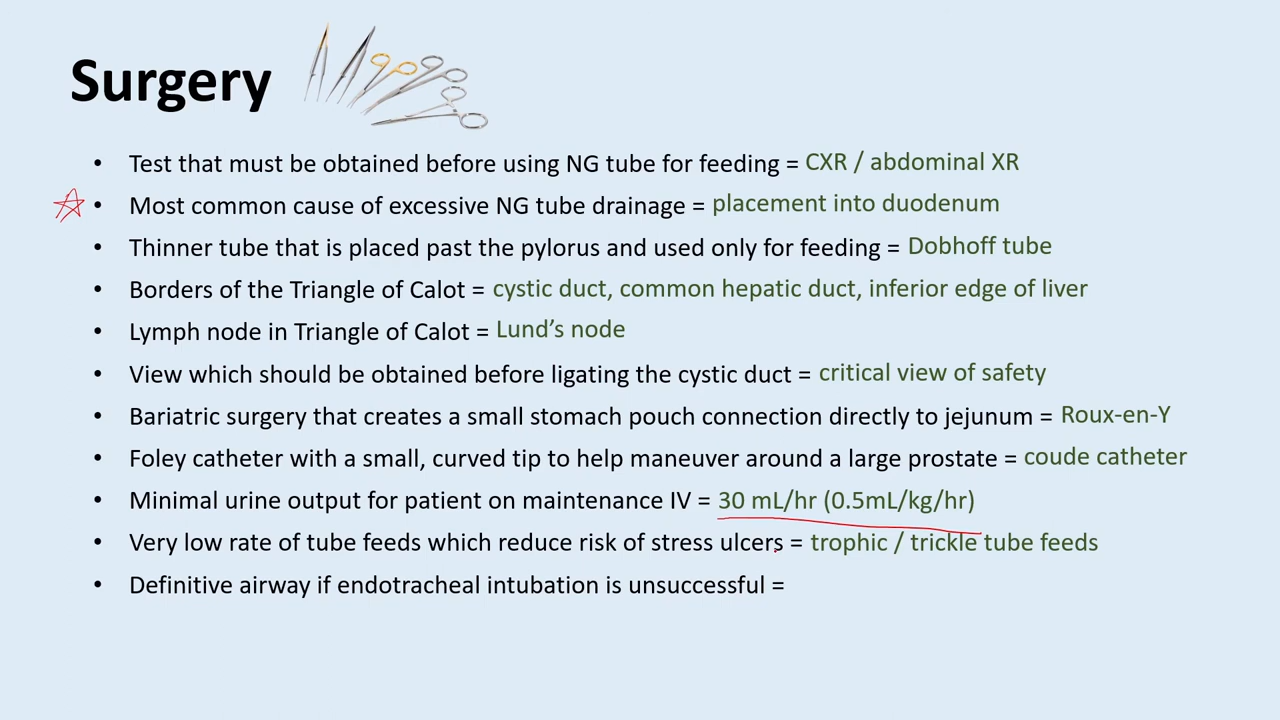 Surgery
• Test that must be obtained before using NG tube for feeding = CXR / abdominal XR
• Most common cause of excessive NG tube drainage = placement into duodenum
• Thinner tube that is placed past the pylorus and used only for feeding = Dobhoff tube
• Borders of the Triangle of Calot = cystic duct, common hepatic duct, inferior edge of liver
• Lymph node in Triangle of Calot = Lund’s node
• View which should be obtained before ligating the cystic duct = critical view of safety
• Bariatric surgery that creates a small stomach pouch connection directly to jejunum = Roux-en-Y
• Foley catheter with a small, curved tip to help maneuver around a large prostate = coude catheter
• Minimal urine output for patient on maintenance IV = 30 mL/hr (0.5mL/kg/hr)
• Very low rate of tube feeds which reduce risk of stress ulcers = trophic / trickle tube feeds
• Definitive airway if endotracheal intubation is unsuccessful =